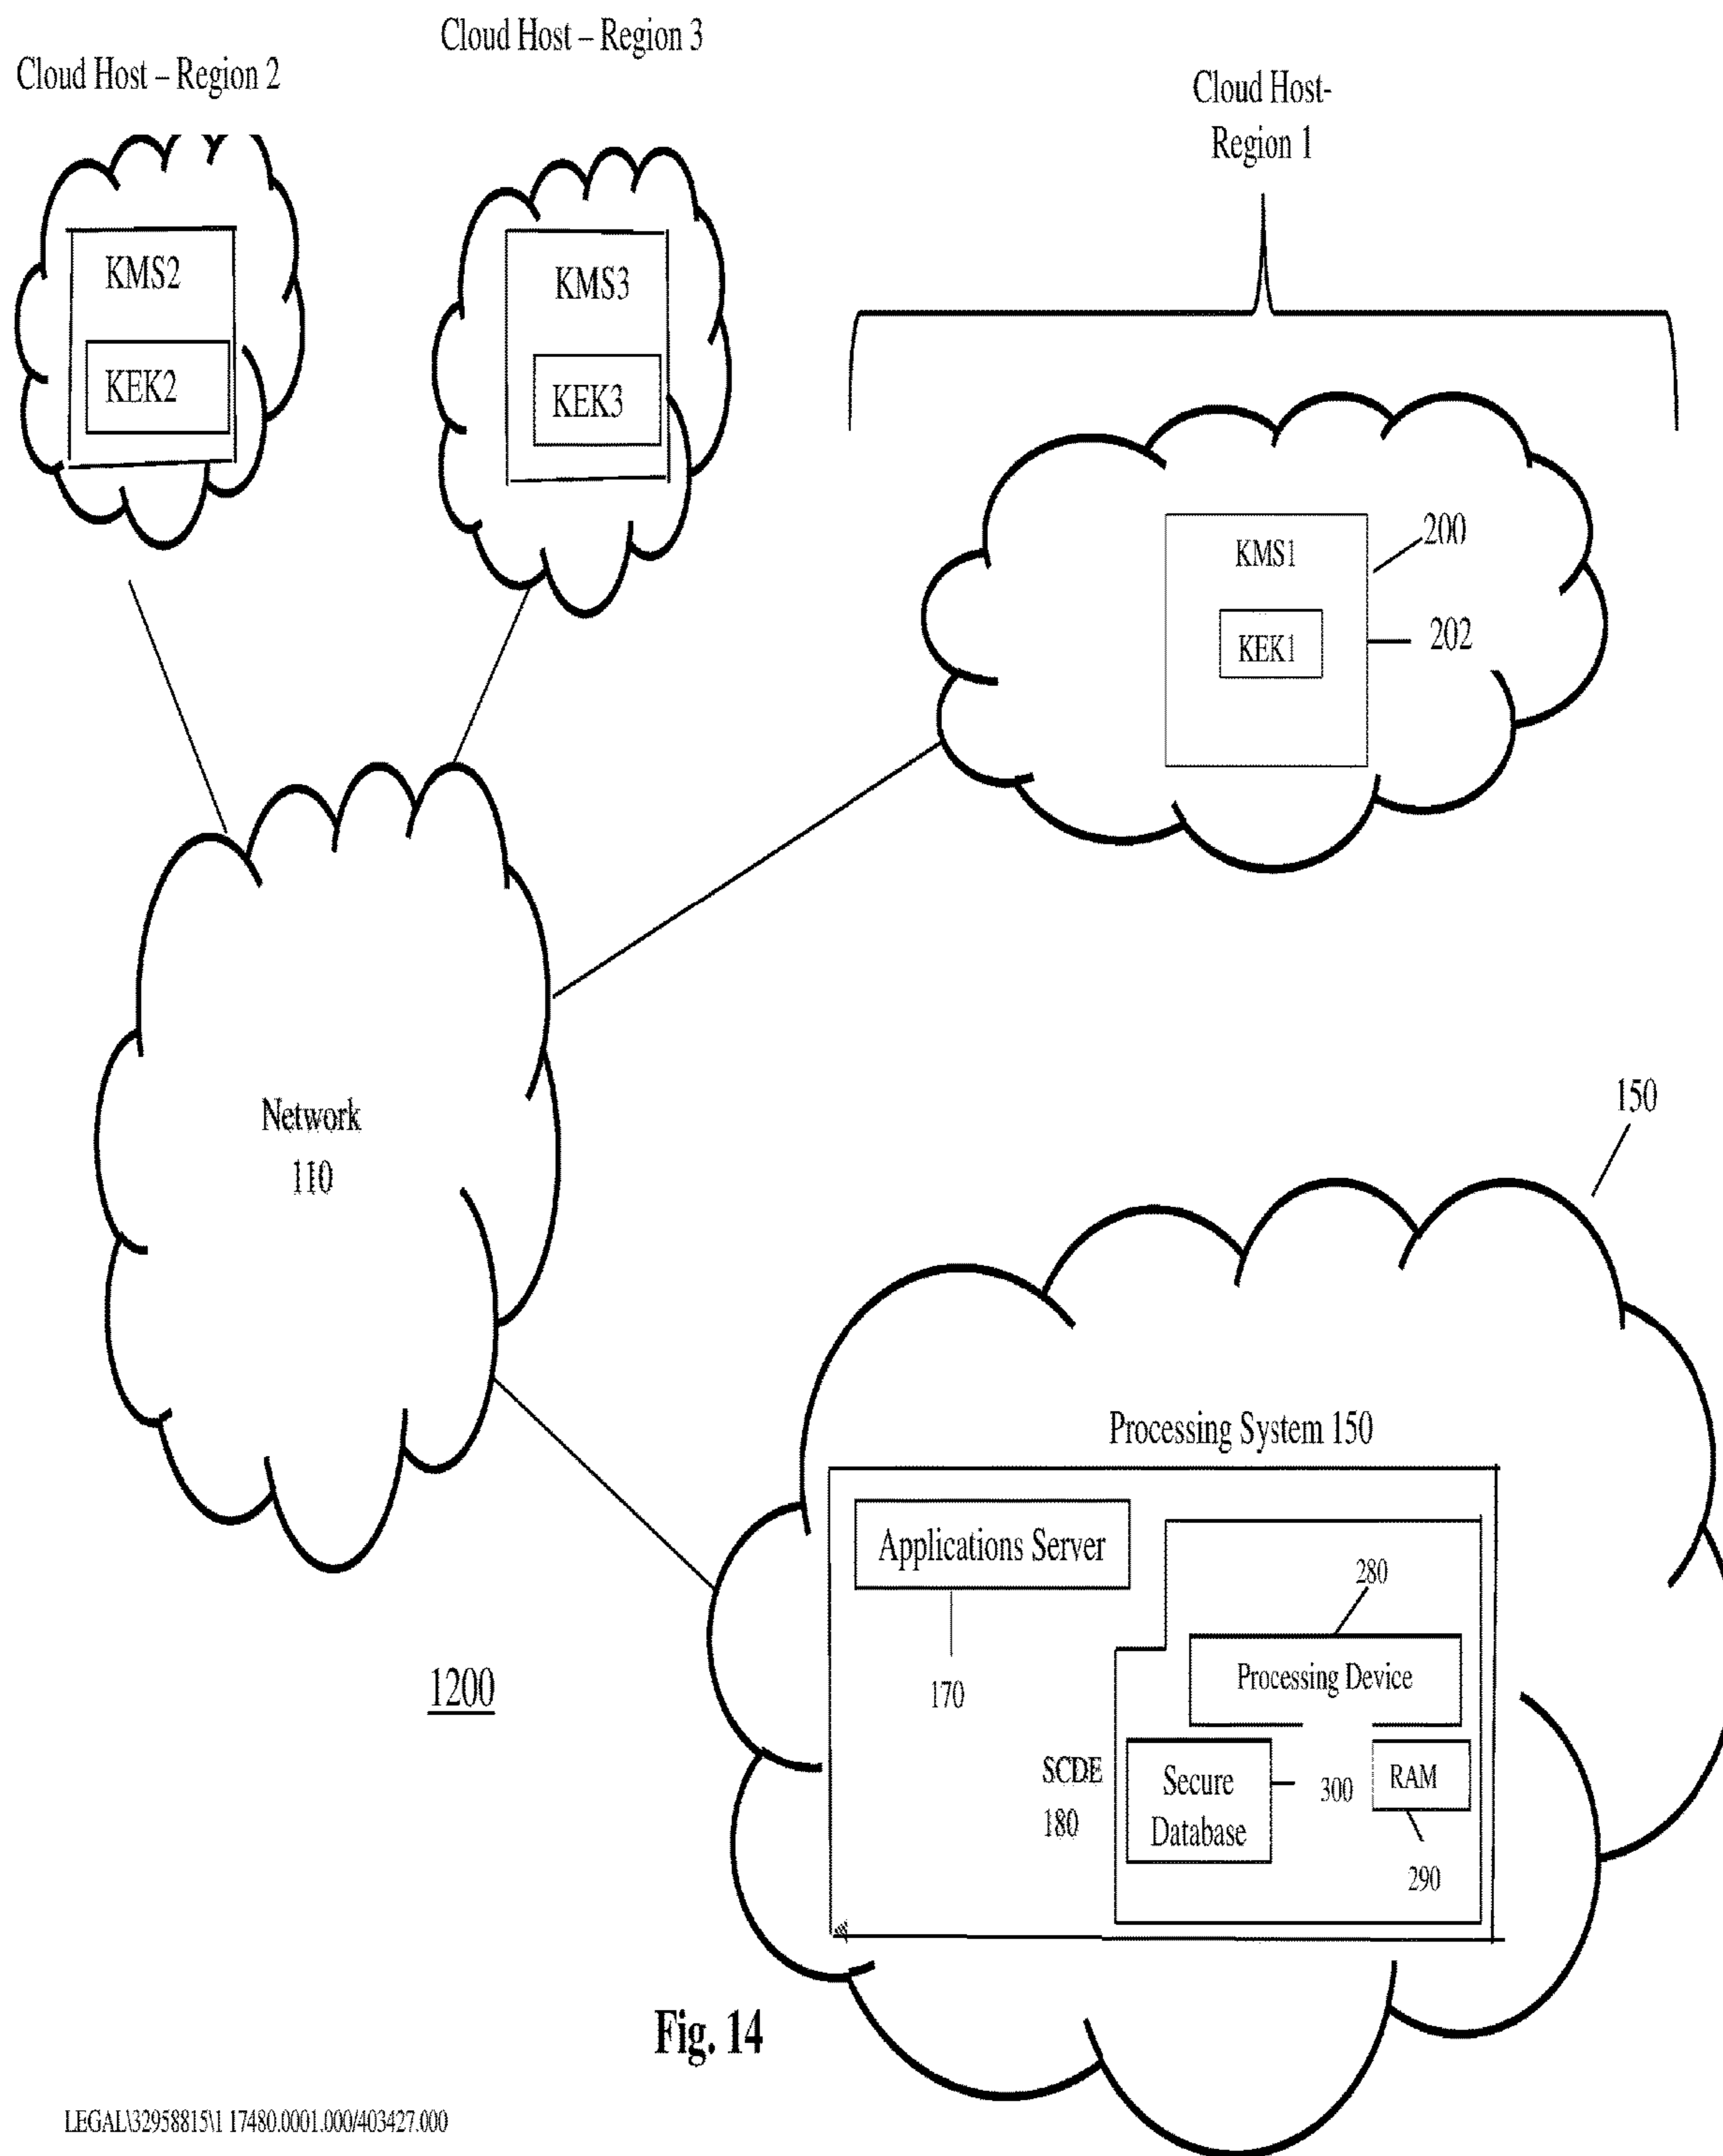 Cloud Host – Region 2
Cloud Host – Region 3
Cloud Host-
Region 1
KMS2
KEK2
KMS3
KEK3
KMS1
KEK1
200
202
Network
110
150
Processing System 150
Applications Server
170
280
Processing Device
SCDE
180
Secure
Database
300
RAM
290
1200
Fig. 14
LEGAL\32958815\1 17480.0001.000/403427.000